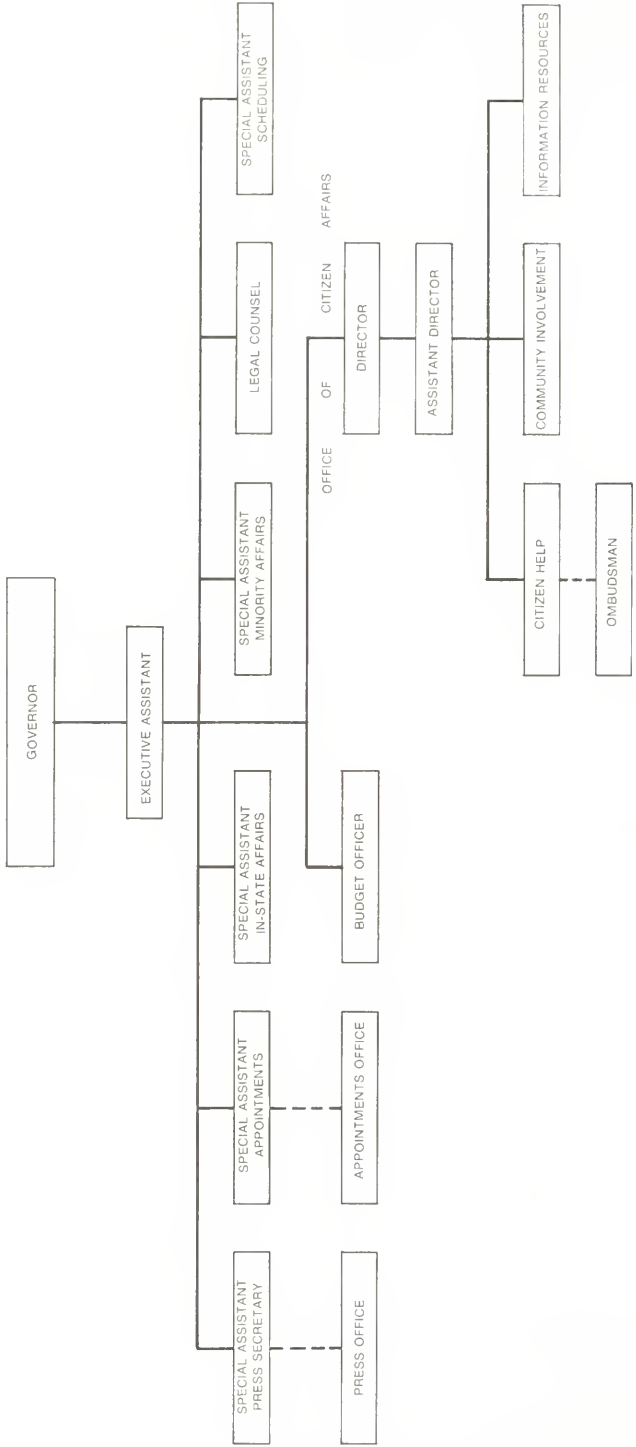 GOVERNOR
EXECUTIVE ASSISTANT
SPECIAL ASSISTANT
PRESS SECRETARY
SPECIAL ASSISTANT
APPOINTMENTS
SPECIAL ASSISTANT
IN-STATE AFFAIRS
SPECIAL ASSISTANT
MINORITY AFFAIRS
LEGAL COUNSEL
SPECIAL ASSISTANT
SCHEDULING
PRESS OFFICE
APPOINTMENTS OFFICE
BUDGET OFFICER
OFFICE OF CITIZEN AFFAIRS
DIRECTOR
ASSISTANT DIRECTOR
CITIZEN HELP
COMMUNITY INVOLVEMENT
INFORMATION RESOURCES
OMBUDSMAN